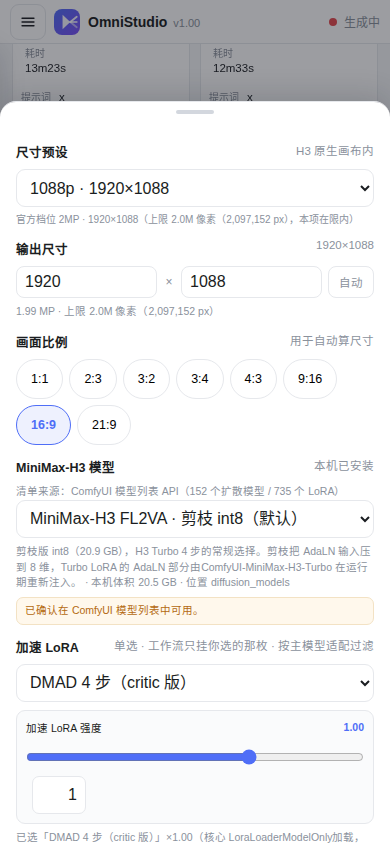 OmniStudio v1.00
生成中
耗时
13m23s
提示词 x
耗时
12m33s
提示词 x
尺寸预设
H3 原生画布内
1088p · 1920×1088
官方档位 2MP · 1920×1088（上限 2.0M 像素（2,097,152 px），本项在限内）
输出尺寸
1920×1088
1920 × 1088 自动
1.99 MP · 上限 2.0M 像素（2,097,152 px）
画面比例
用于自动算尺寸
1:1 2:3 3:2 3:4 4:3 9:16
16:9 21:9
MiniMax-H3 模型
本机已安装
清单来源：ComfyUI 模型列表 API（152 个扩散模型 / 735 个 LoRA）
MiniMax-H3 FL2VA · 剪枝 int8（默认）
剪枝版 int8（20.9 GB），H3 Turbo 4 步的常规选择。剪枝把 AdaLN 输入压
到 8 维，Turbo LoRA 的 AdaLN 部分由ComfyUI-MiniMax-H3-Turbo 在运行
期重新注入。 · 本机体积 20.5 GB · 位置 diffusion_models
已确认在 ComfyUI 模型列表中可用。
加速 LoRA
单选 · 工作流只挂你选的那枚 · 按主模型适配过滤
DMAD 4 步（critic 版）
加速 LoRA 强度
1.00
1
已选「DMAD 4 步（critic 版）」×1.00（核心 LoraLoaderModelOnly加载，